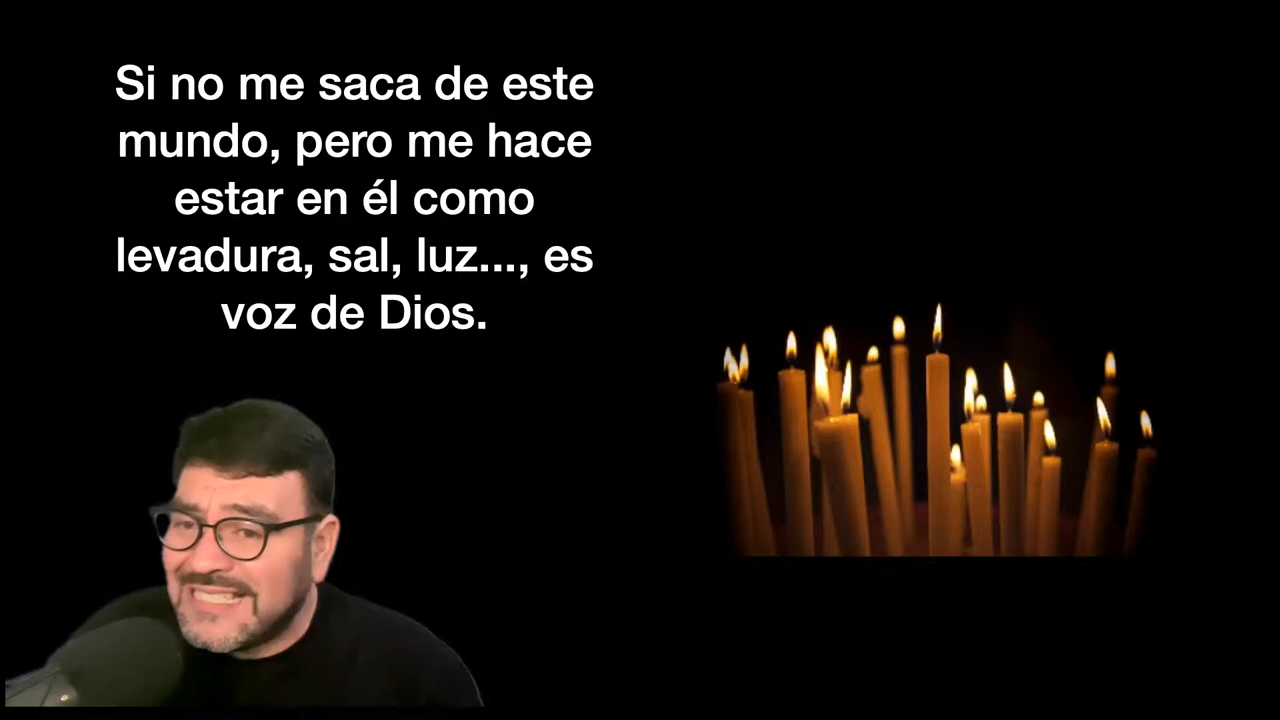 Si no me saca de este
mundo, pero me hace
estar en él como
levadura, sal, luz..., es
voz de Dios.